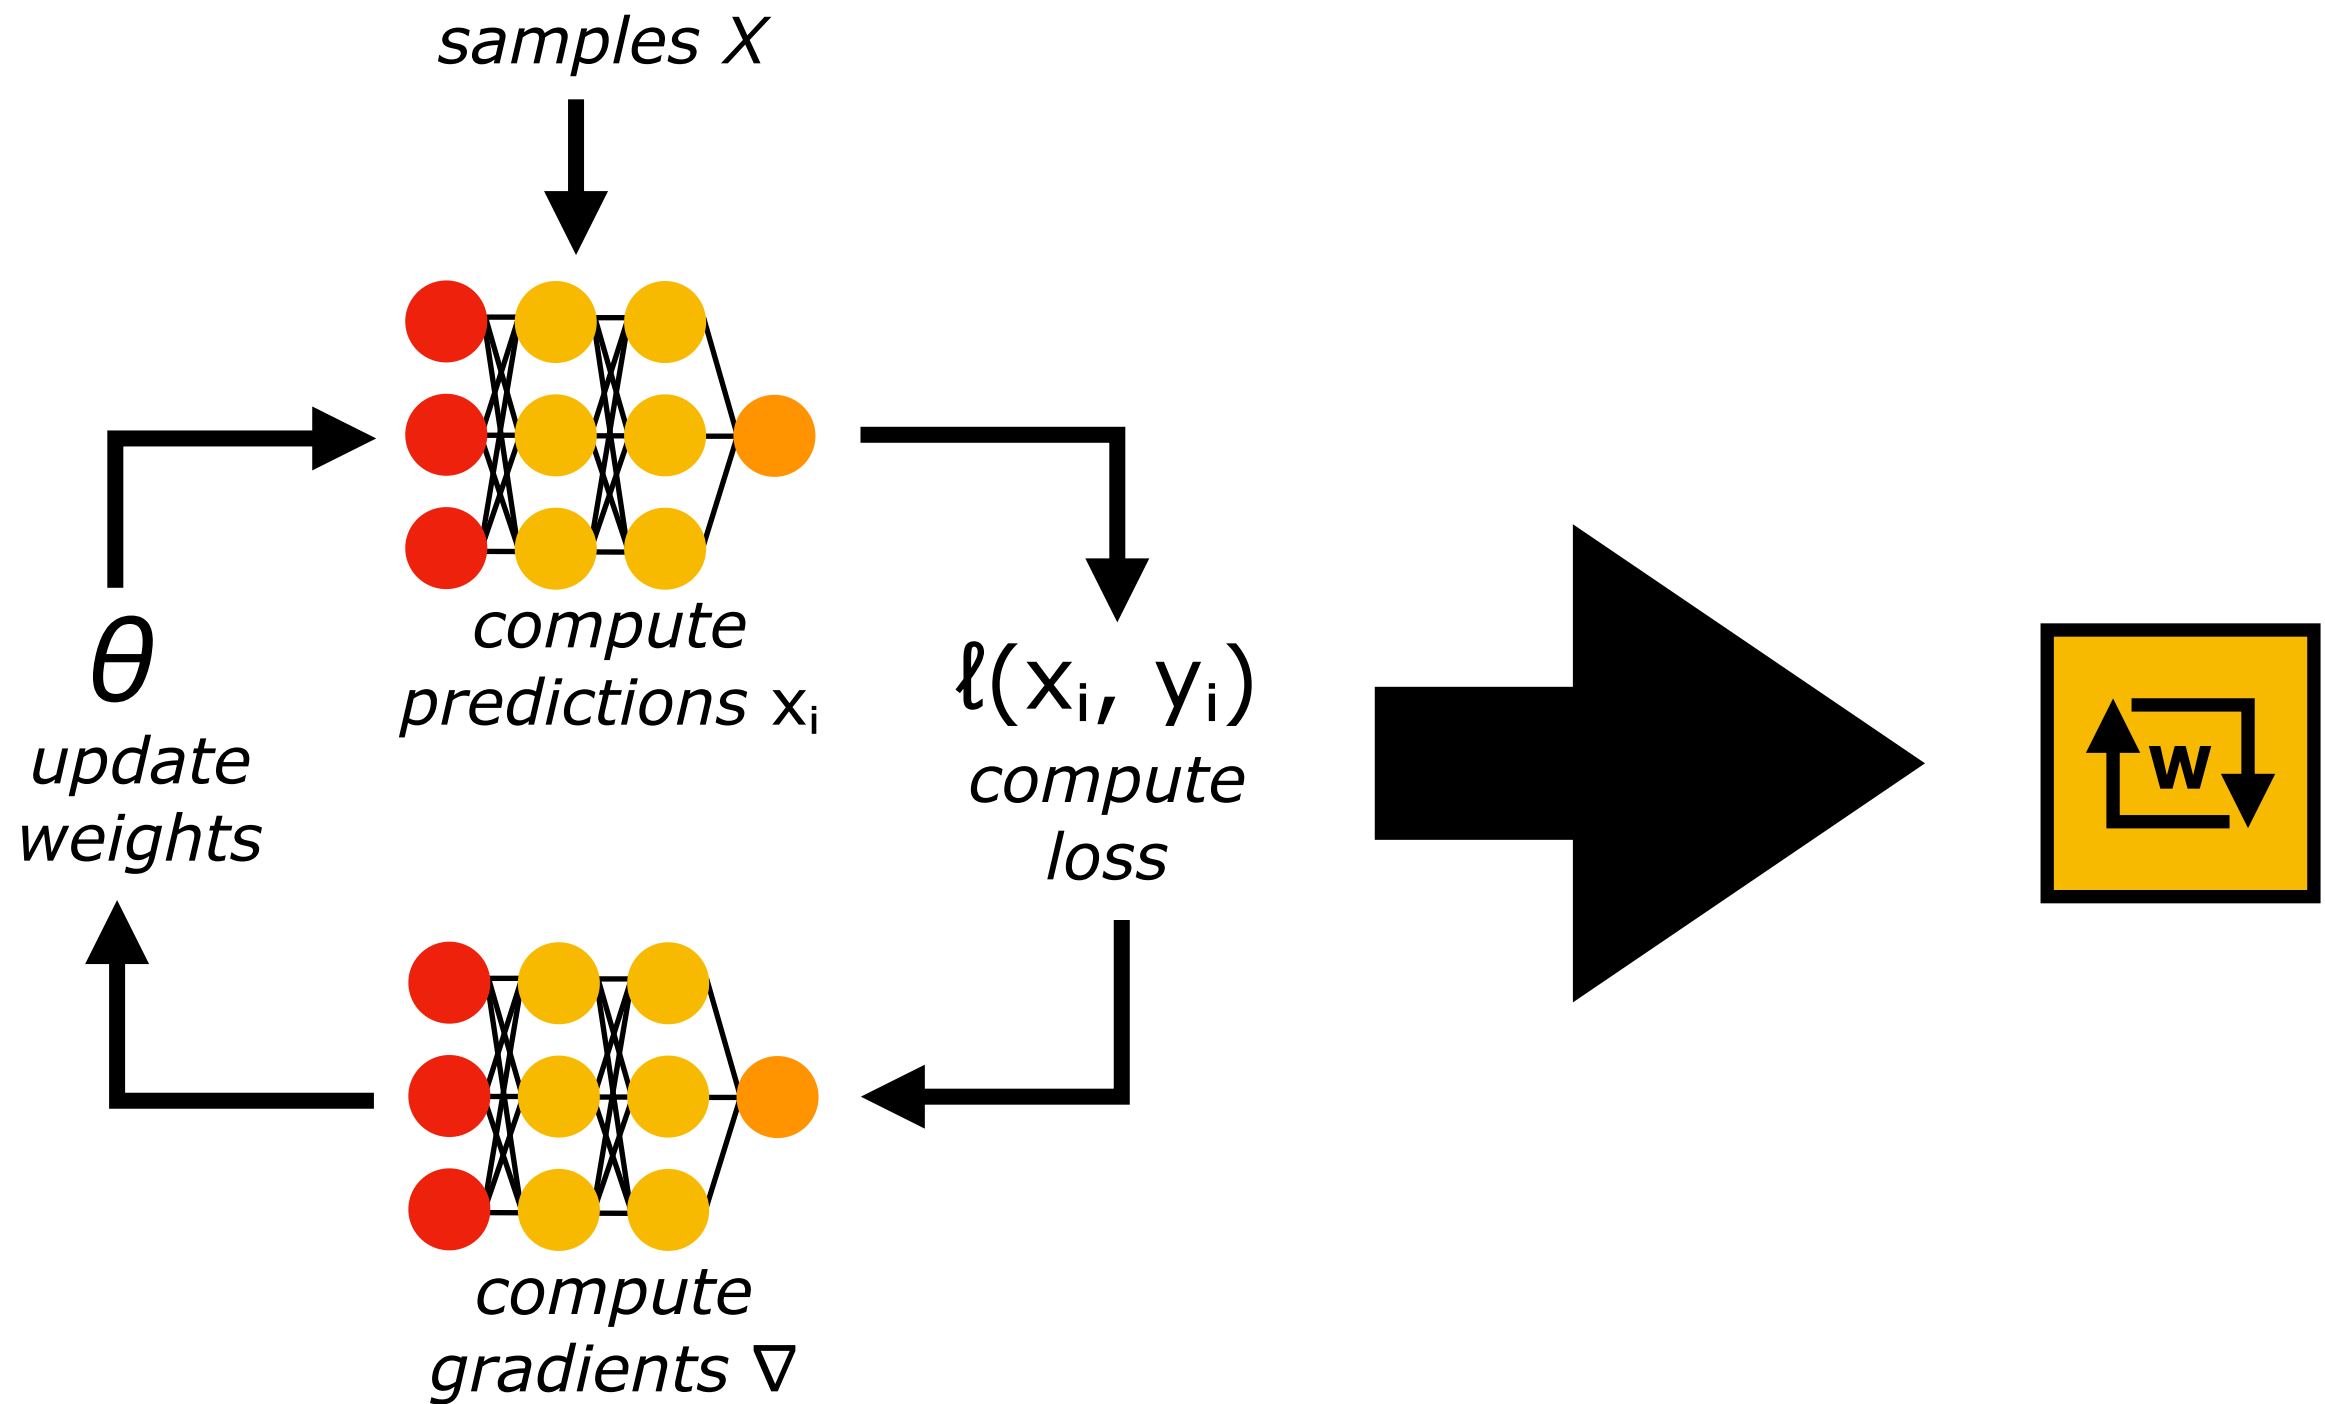 samples X
compute
predictions xᵢ
ℓ(xᵢ, yᵢ)
compute
loss
compute
gradients ∇
θ
update
weights
w